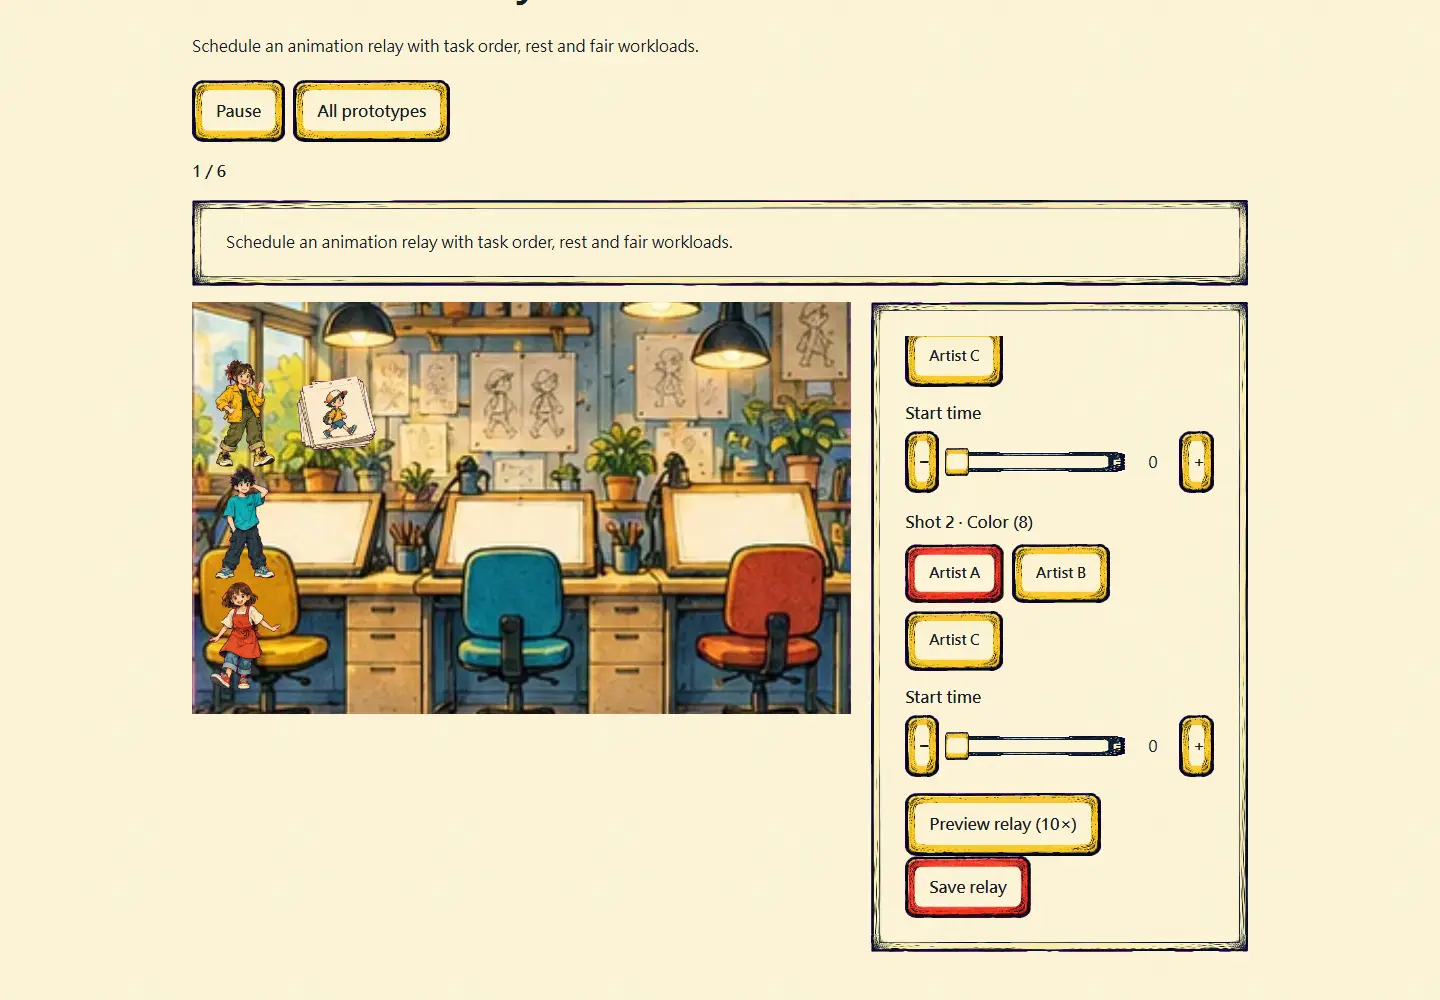 Schedule an animation relay with task order, rest and fair workloads.
Pause
All prototypes
1 / 6
Schedule an animation relay with task order, rest and fair workloads.
Artist C
Start time
−
0
+
Shot 2 · Color (8)
Artist A
Artist B
Artist C
Start time
−
0
+
Preview relay (10×)
Save relay